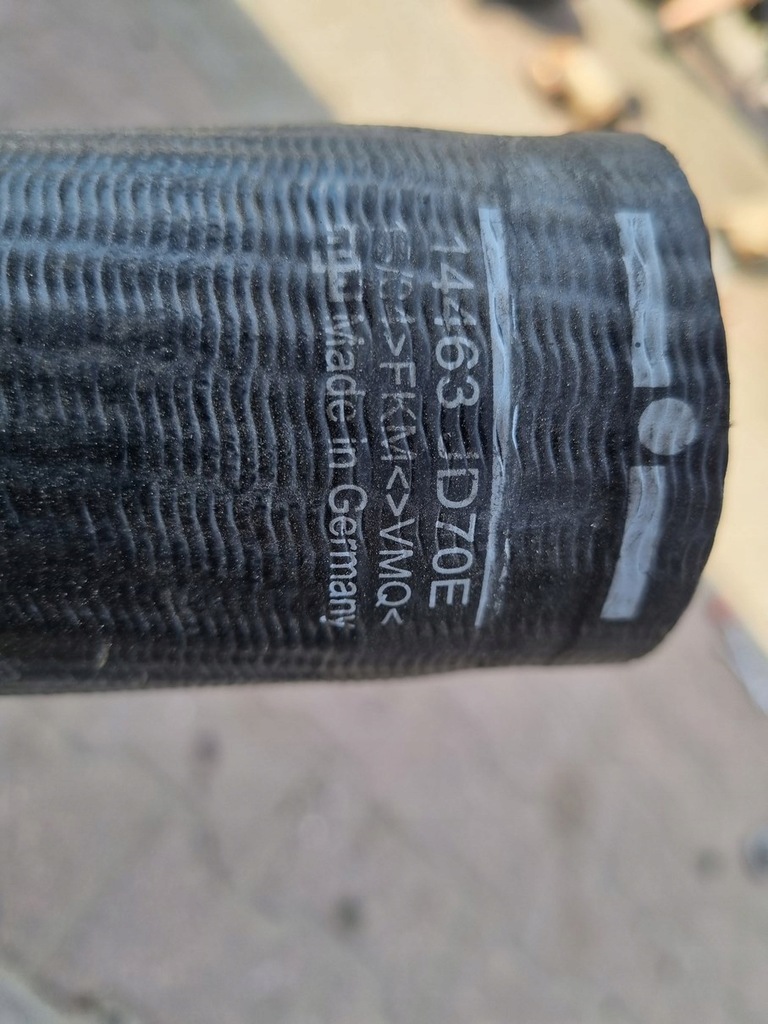 14463 JD70E
>FKM<>VMQ<
Made in Germany